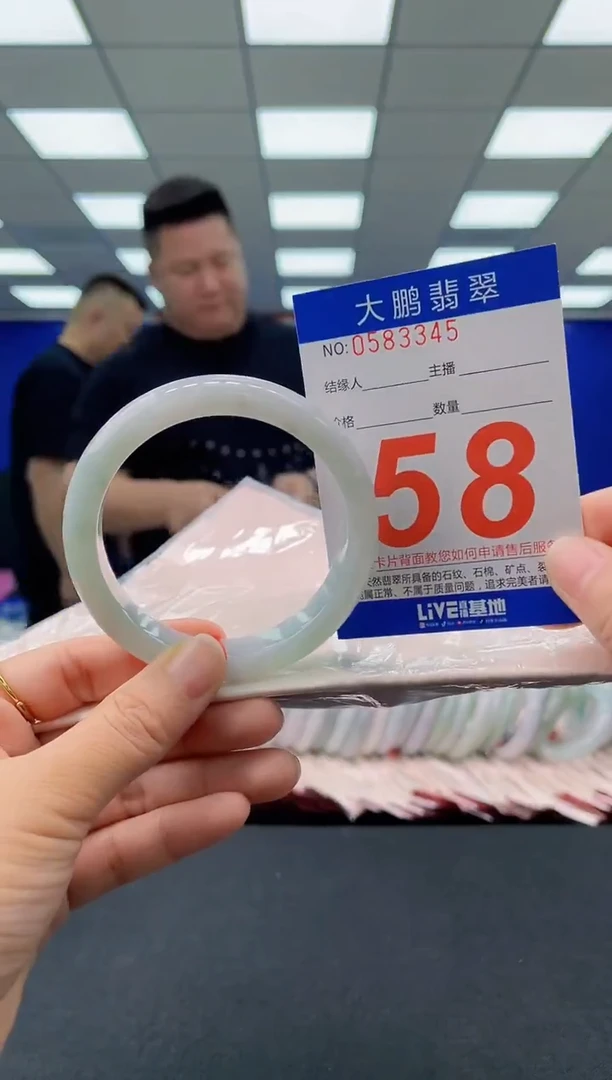 大鹏翡翠
NO:0583345
结缘人 主播
价格 数量
58
卡片背面教您如何申请售后服务
天然翡翠所具备的石纹、石棉、矿点、裂
属正常、不属于质量问题，追求完美者请
LiVE 基地